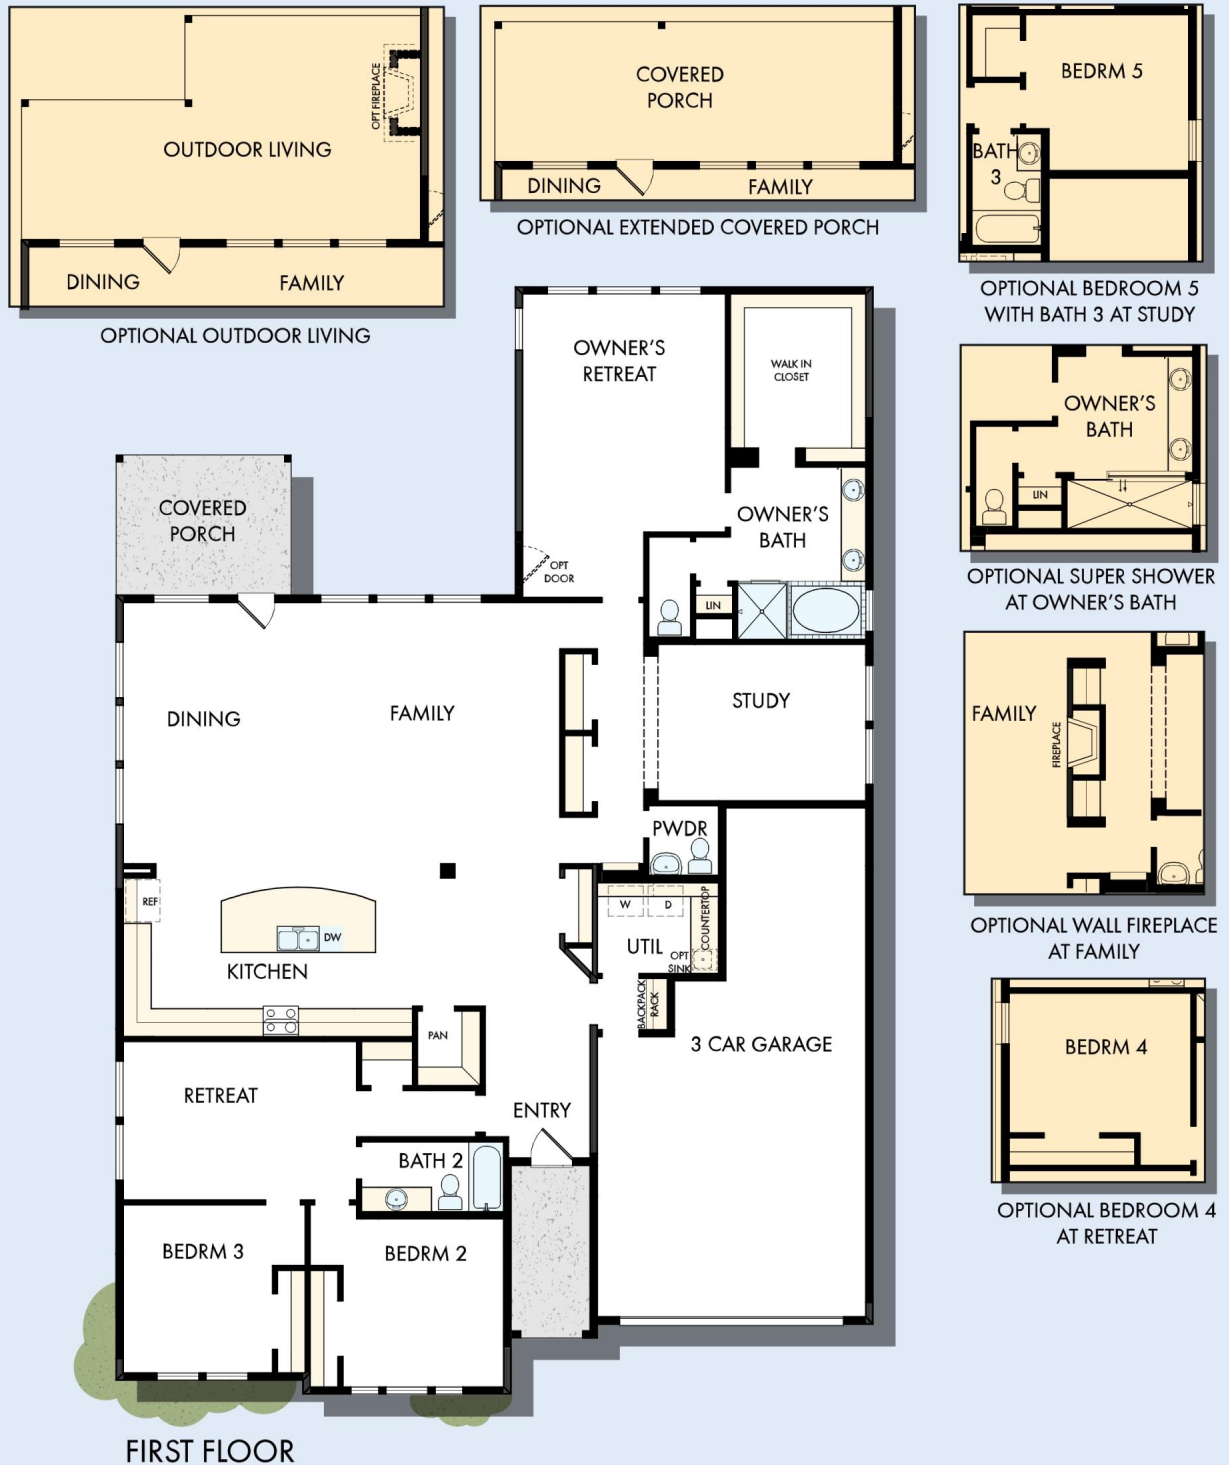 OPT FIREPLACE
OUTDOOR LIVING
DINING
FAMILY
OPTIONAL OUTDOOR LIVING
COVERED
PORCH
DINING
FAMILY
OPTIONAL EXTENDED COVERED PORCH
BEDRM 5
BATH
3
OPTIONAL BEDROOM 5
WITH BATH 3 AT STUDY
OWNER'S
BATH
LIN
OPTIONAL SUPER SHOWER
AT OWNER'S BATH
FAMILY
FIREPLACE
OPTIONAL WALL FIREPLACE
AT FAMILY
BEDRM 4
OPTIONAL BEDROOM 4
AT RETREAT
OWNER'S
RETREAT
WALK IN
CLOSET
COVERED
PORCH
OWNER'S
BATH
OPT
DOOR
LIN
DINING
FAMILY
STUDY
PWDR
REF
W
D
COUNTERTOP
DW
UTIL
OPT
SINK
KITCHEN
BACKPACK
RACK
PAN
3 CAR GARAGE
RETREAT
ENTRY
BATH 2
BEDRM 3
BEDRM 2
FIRST FLOOR